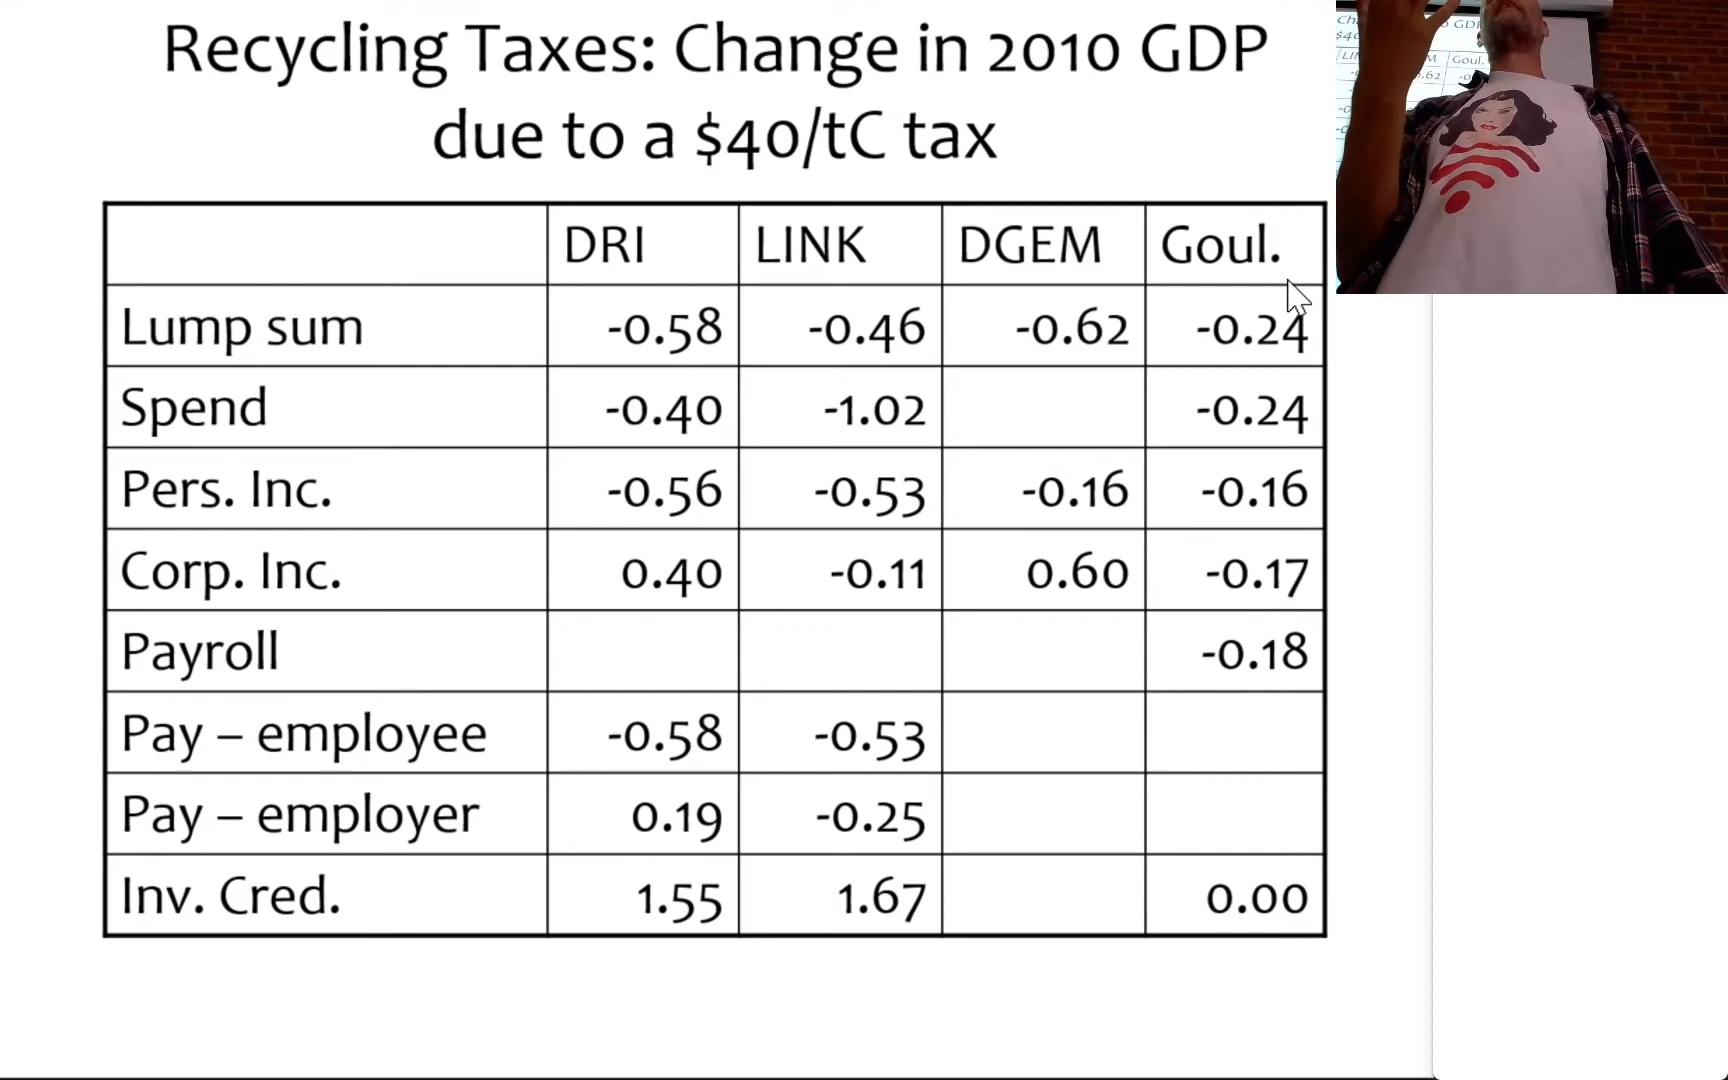 Recycling Taxes: Change in 2010 GDP
due to a $40/tC tax
DRI LINK DGEM Goul.
Lump sum -0.58 -0.46 -0.62 -0.24
Spend -0.40 -1.02 -0.24
Pers. Inc. -0.56 -0.53 -0.16 -0.16
Corp. Inc. 0.40 -0.11 0.60 -0.17
Payroll -0.18
Pay – employee -0.58 -0.53
Pay – employer 0.19 -0.25
Inv. Cred. 1.55 1.67 0.00
GDP
Goul.